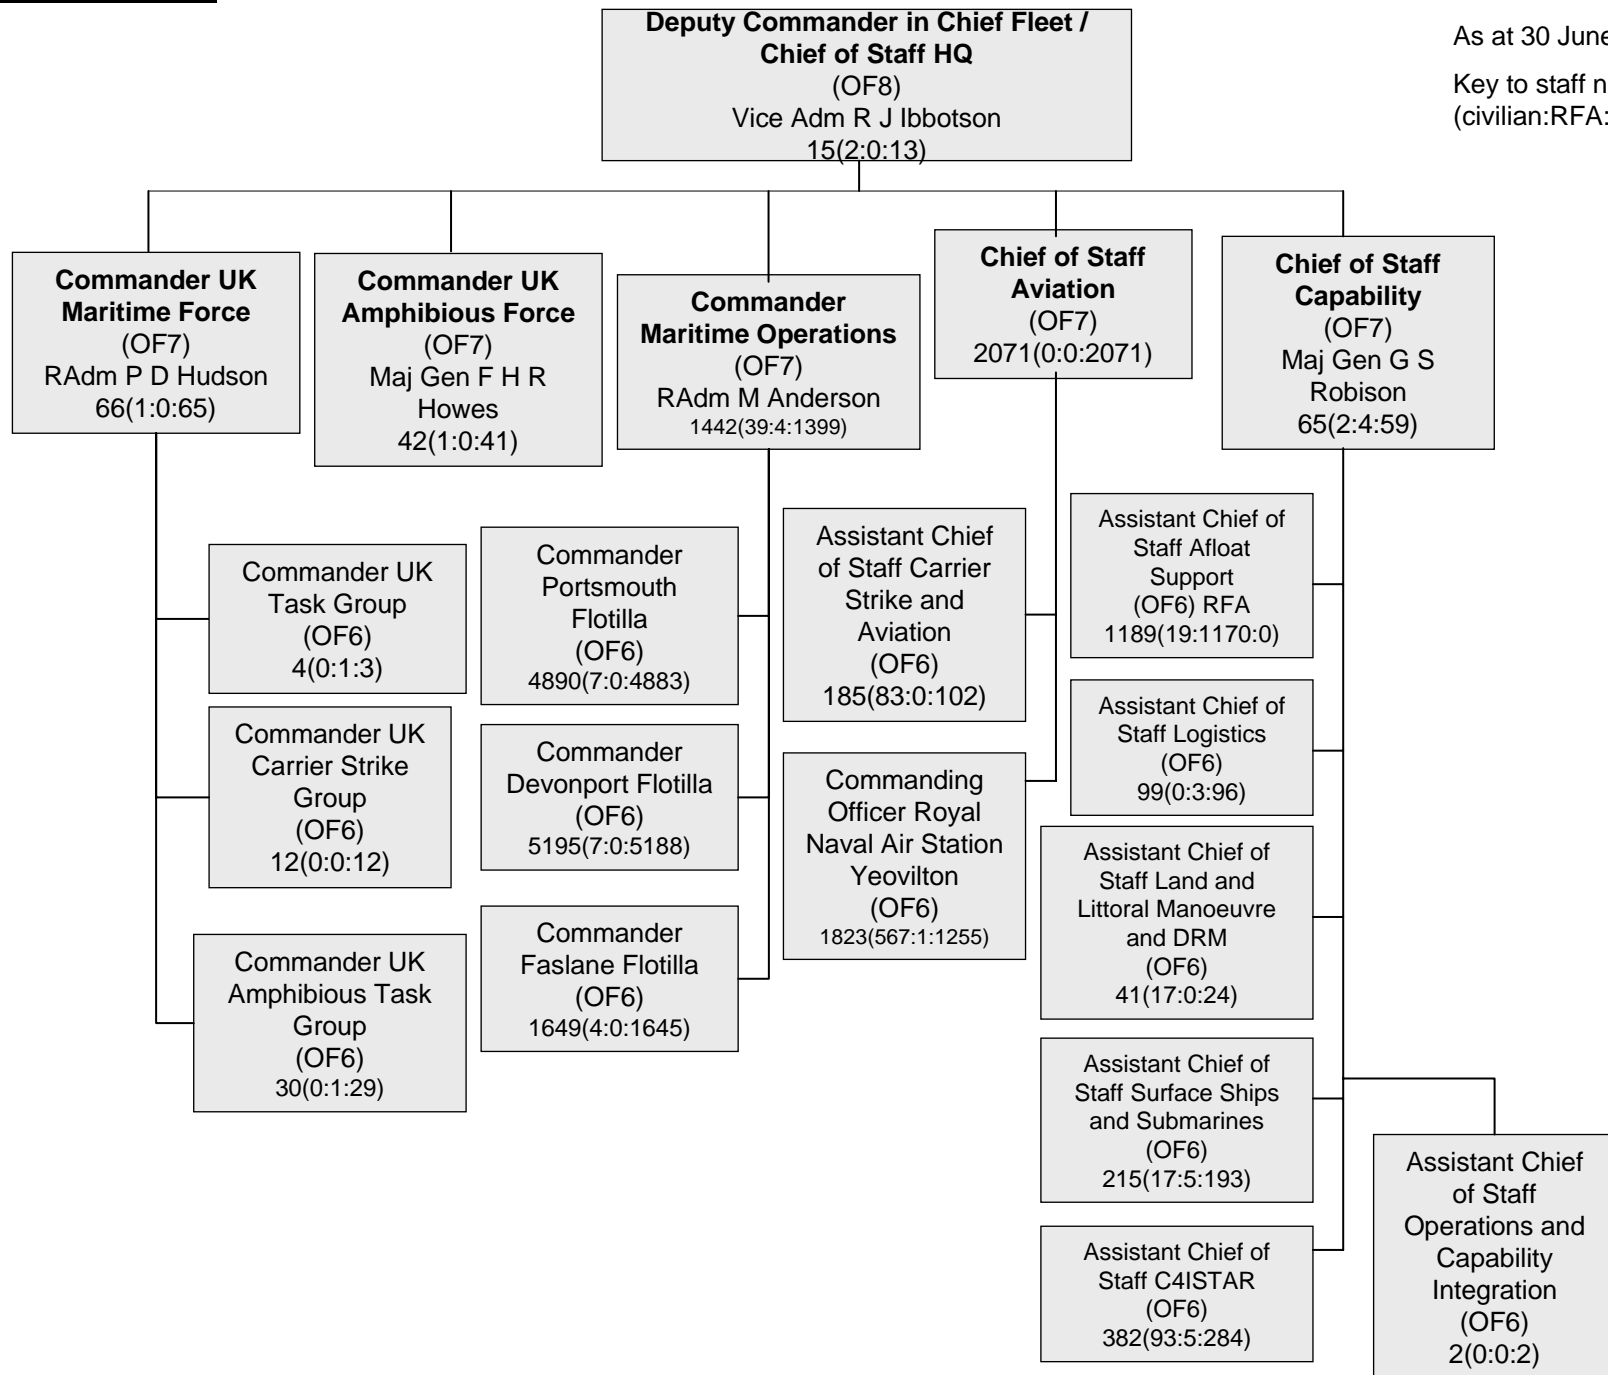 Deputy Commander in Chief Fleet /
Chief of Staff HQ
(OF8)
Vice Adm R J Ibbotson
15(2:0:13)
As at 30 June
Key to staff n
(civilian:RFA:
Commander UK
Maritime Force
(OF7)
RAdm P D Hudson
66(1:0:65)
Commander UK
Amphibious Force
(OF7)
Maj Gen F H R
Howes
42(1:0:41)
Commander
Maritime Operations
(OF7)
RAdm M Anderson
1442(39:4:1399)
Chief of Staff
Aviation
(OF7)
2071(0:0:2071)
Chief of Staff
Capability
(OF7)
Maj Gen G S
Robison
65(2:4:59)
Commander UK
Task Group
(OF6)
4(0:1:3)
Commander UK
Carrier Strike
Group
(OF6)
12(0:0:12)
Commander UK
Amphibious Task
Group
(OF6)
30(0:1:29)
Commander
Portsmouth
Flotilla
(OF6)
4890(7:0:4883)
Commander
Devonport Flotilla
(OF6)
5195(7:0:5188)
Commander
Faslane Flotilla
(OF6)
1649(4:0:1645)
Assistant Chief
of Staff Carrier
Strike and
Aviation
(OF6)
185(83:0:102)
Commanding
Officer Royal
Naval Air Station
Yeovilton
(OF6)
1823(567:1:1255)
Assistant Chief of
Staff Afloat
Support
(OF6) RFA
1189(19:1170:0)
Assistant Chief of
Staff Logistics
(OF6)
99(0:3:96)
Assistant Chief of
Staff Land and
Littoral Manoeuvre
and DRM
(OF6)
41(17:0:24)
Assistant Chief of
Staff Surface Ships
and Submarines
(OF6)
215(17:5:193)
Assistant Chief of
Staff C4ISTAR
(OF6)
382(93:5:284)
Assistant Chief
of Staff
Operations and
Capability
Integration
(OF6)
2(0:0:2)